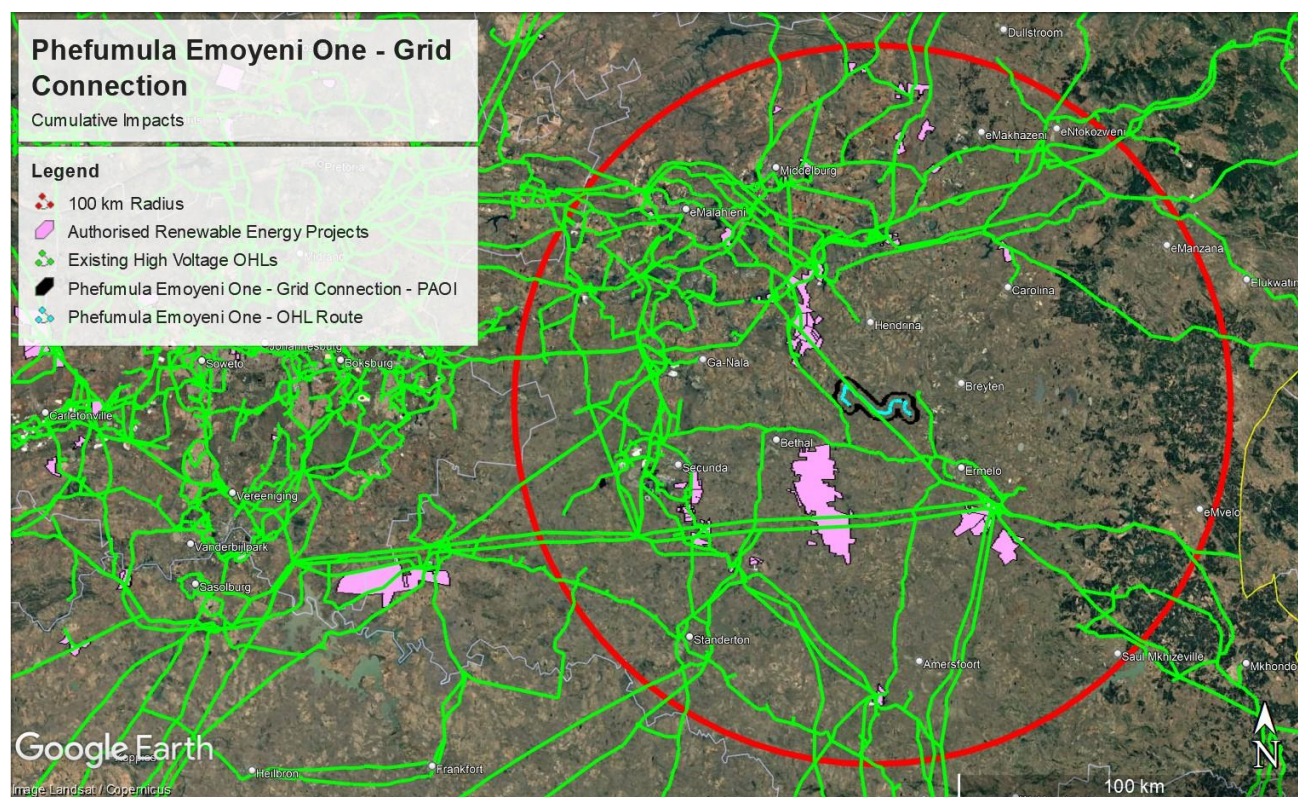 Phefumula Emoyeni One - Grid
Connection
Cumulative Impacts
Legend
100 km Radius
Authorised Renewable Energy Projects
Existing High Voltage OHLs
Phefumula Emoyeni One - Grid Connection - PAOI
Phefumula Emoyeni One - OHL Route
Dullstroom
eMakhazeni
eNtokozweni
Middelburg
eMalahleni
eManzana
Elukwatin
Carolina
Hendrina
Johannesburg
Soweto
Boksburg
Ga-Nala
Breyten
Carletonville
Bethal
Secunda
Ermelo
Vereeniging
eMvelo
Vanderbijlpark
Sasolburg
Standerton
Amersfoort
Saul Mkhizeville
Mkhondo
N
Google Earth
Heilbron
Frankfort
100 km
Image Landsat / Copernicus